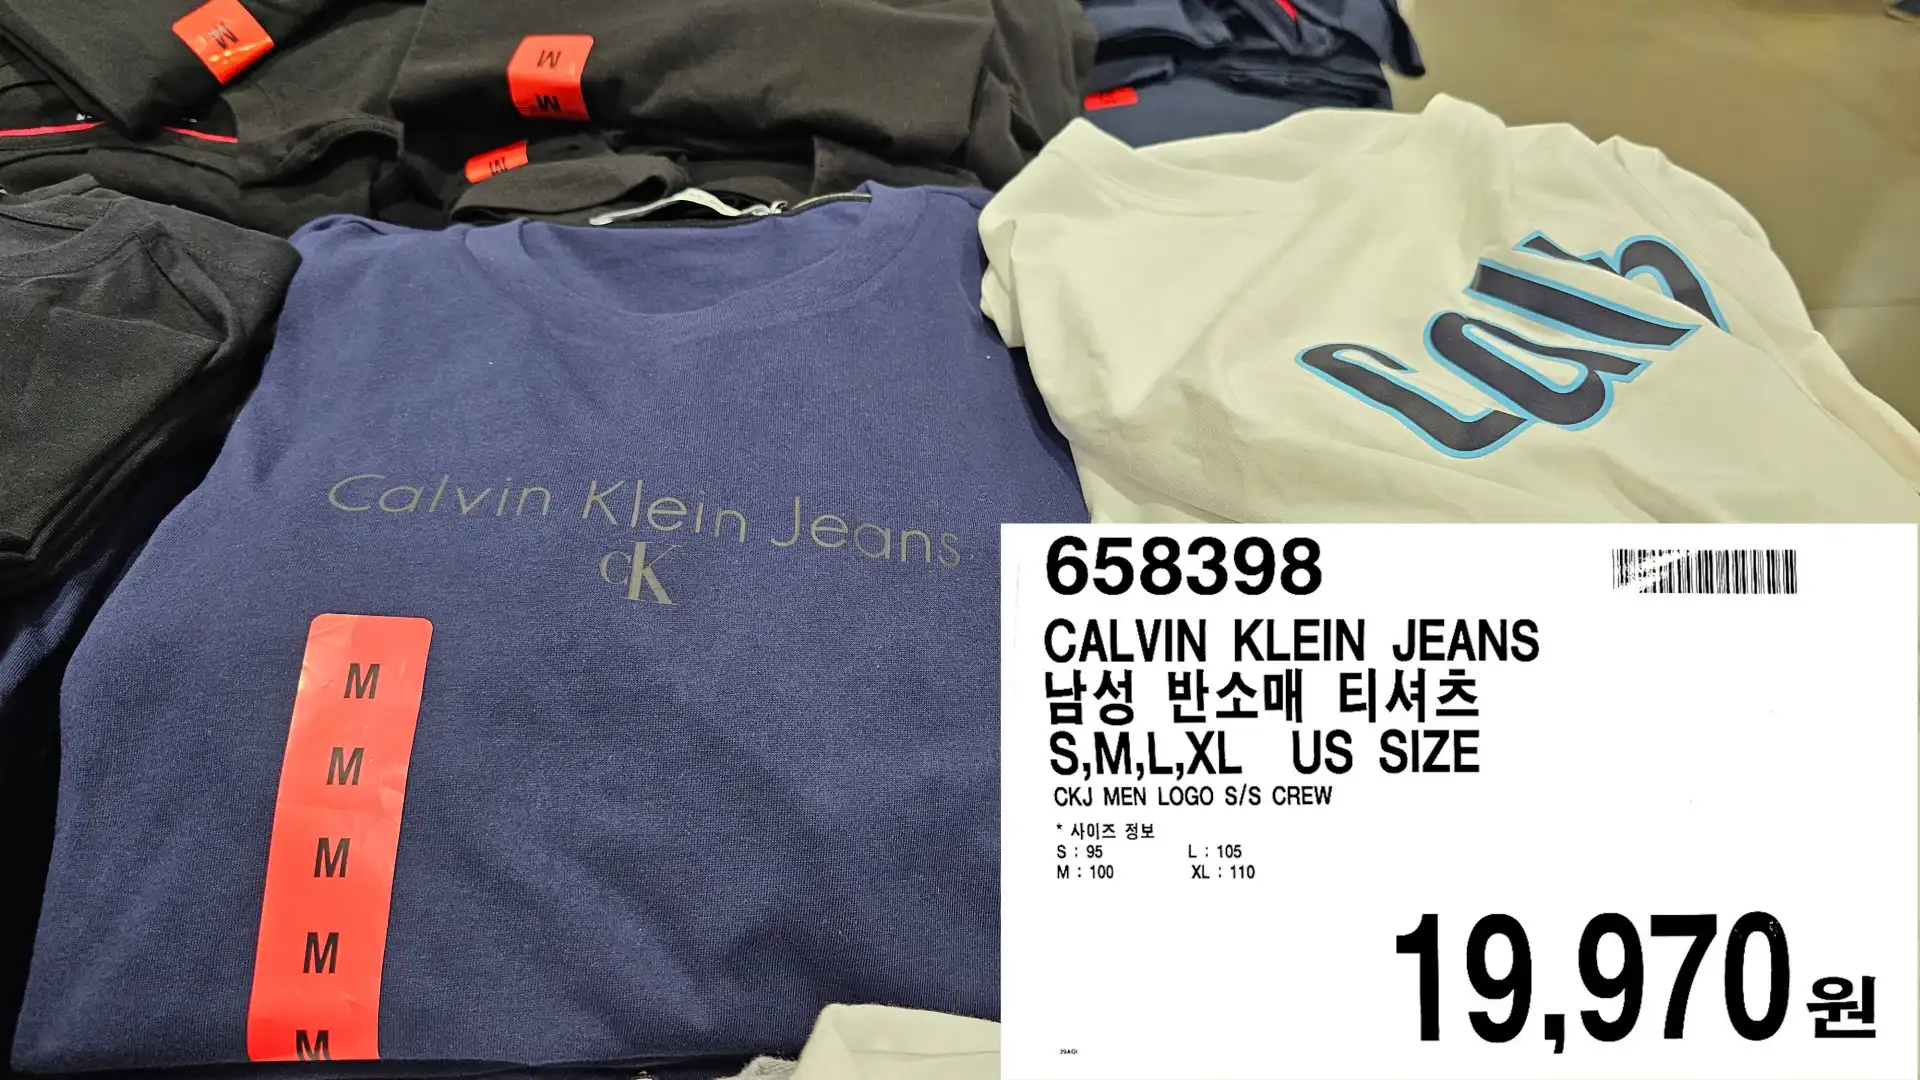 M
M
M
M
M
Calvin Klein Jeans
cK
M
M
M
M
M
658398
CALVIN KLEIN JEANS
남성 반소매 티셔츠
S,M,L,XL US SIZE
CKJ MEN LOGO S/S CREW
* 사이즈 정보
S : 95 L : 105
M : 100 XL : 110
19,970원